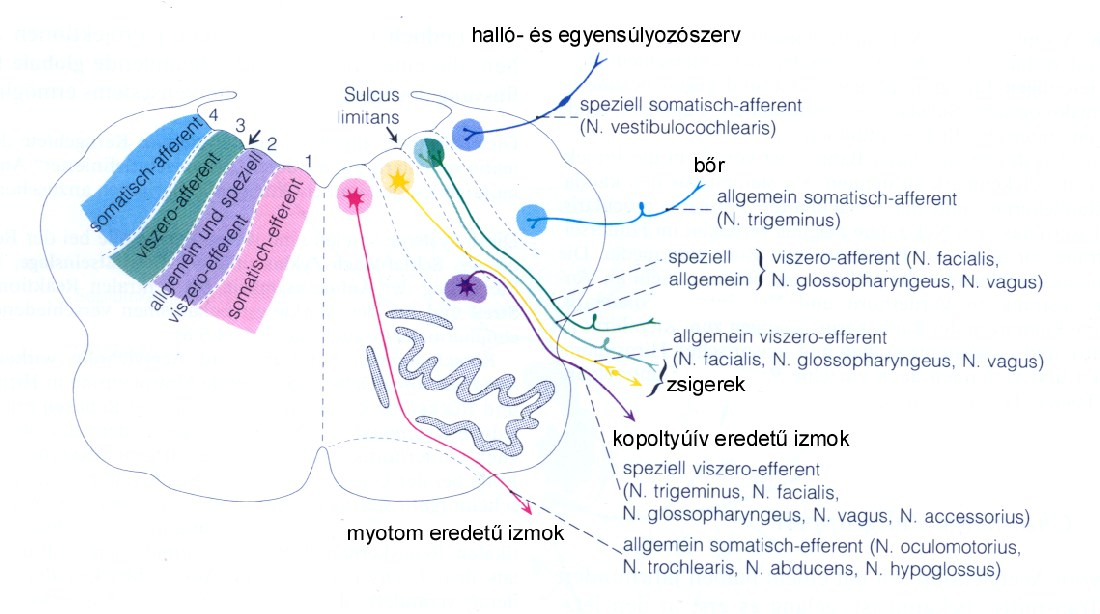 halló- és egyensúlyozószerv
Sulcus
limitans
speziell somatisch-afferent
(N. vestibulocochlearis)
4
3
2
1
somatisch-afferent
viszero-afferent
allgemein und speziell
viszero-efferent
somatisch-efferent
bőr
allgemein somatisch-afferent
(N. trigeminus)
speziell
allgemein
} viszero-afferent (N. facialis,
N. glossopharyngeus, N. vagus)
allgemein viszero-efferent
(N. facialis, N. glossopharyngeus, N. vagus)
} zsigerek
kopoltyúív eredetű izmok
speziell viszero-efferent
(N. trigeminus, N. facialis,
N. glossopharyngeus, N. vagus, N. accessorius)
myotom eredetű izmok
allgemein somatisch-efferent (N. oculomotorius,
N. trochlearis, N. abducens, N. hypoglossus)